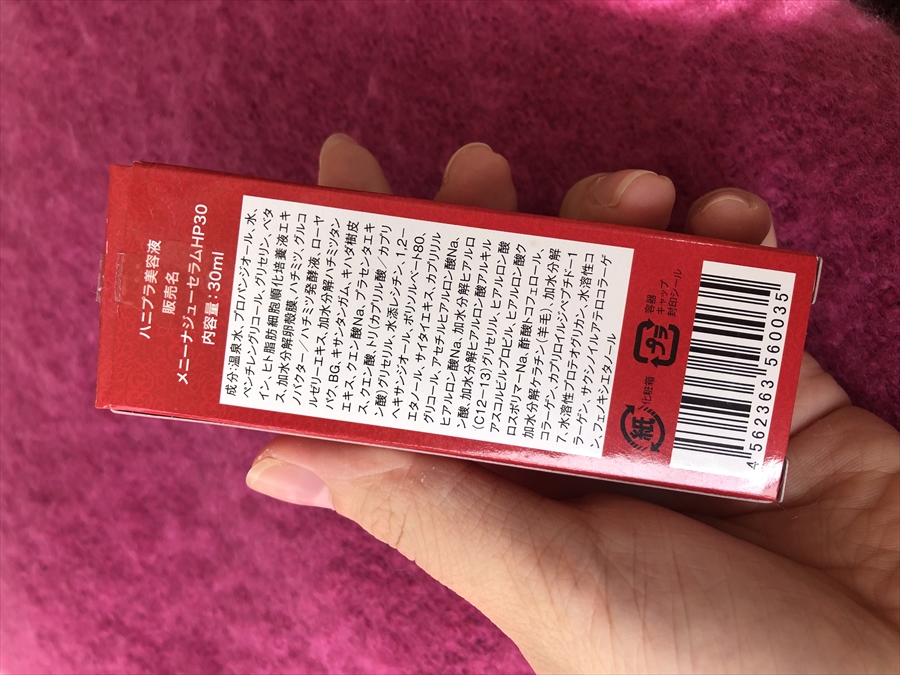 ハニプラ美容液
販売名
メニーナジューセラムHP30
内容量：30ml
成分:温泉水、プロパンジオール、水、
ペンチレングリコール、グリセリン、ベタ
イン、ヒト脂肪細胞順化培養液エキ
ス、加水分解卵殻膜、ハチミツ、グルコ
ノバクター／ハチミツ発酵液、ローヤ
ルゼリーエキス、加水分解ハチミツタン
パク、BG、キサンタンガム、キハダ樹皮
エキス、クエン酸Na、プラセンタエキ
ス、クエン酸、トリ(カプリル酸／カプリ
ン酸)グリセリル、水添レシチン、1,2-
ヘキサンジオール、ポリソルベート80、
エタノール、サイタイエキス、カプリリル
グリコール、アセチルヒアルロン酸Na、
ヒアルロン酸Na、加水分解ヒアルロン
酸、加水分解ヒアルロン酸アルキル
(C12-13)グリセリル、ヒアルロン酸
アスコルビルプロピル、ヒアルロン酸ク
ロスポリマーNa、酢酸トコフェロール、
加水分解ケラチン(羊毛)、加水分解
コラーゲン、カプリロイルジペプチド-1
7、水溶性プロテオグリカン、水溶性コ
ラーゲン、サクシノイルアテロコラーゲ
ン、フェノキシエタノール
紙
化粧箱
プラ
容器
キャップ
封印シール
4 562363 560035